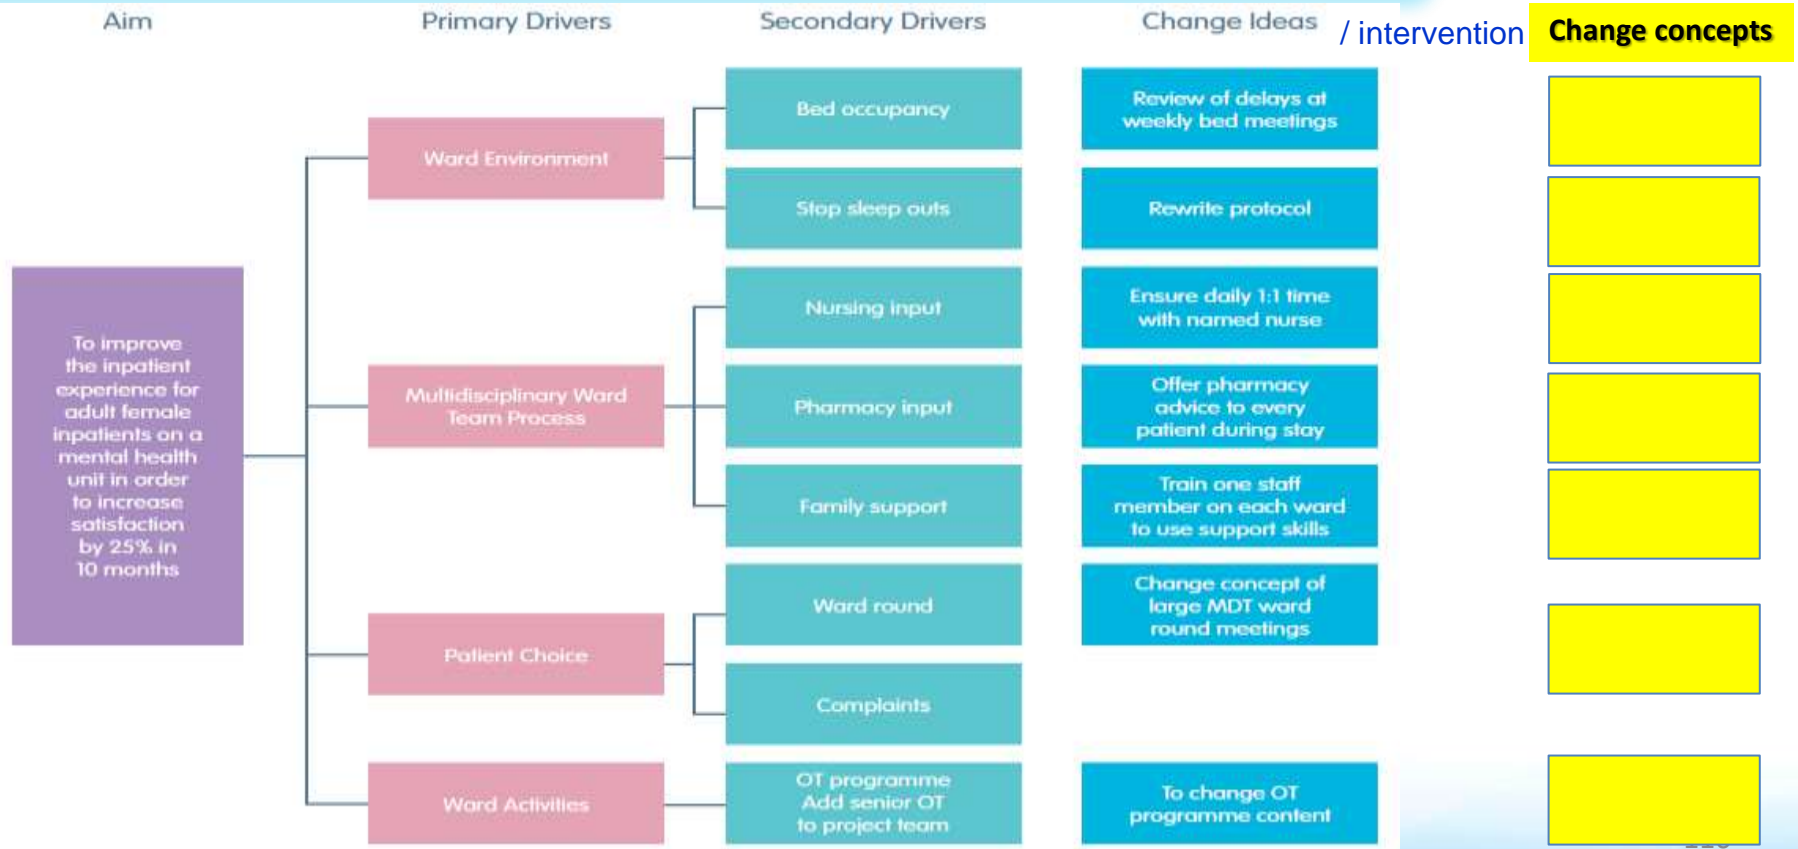 Aim
Primary Drivers
Secondary Drivers
Change Ideas
/ intervention
Change concepts
To improve
the inpatient
experience for
adult female
inpatients on a
mental health
unit in order
to increase
satisfaction
by 25% in
10 months
Ward Environment
Bed occupancy
Review of delays at
weekly bed meetings
Stop sleep outs
Rewrite protocol
Multidisciplinary Ward
Team Process
Nursing input
Ensure daily 1:1 time
with named nurse
Pharmacy input
Offer pharmacy
advice to every
patient during stay
Family support
Train one staff
member on each ward
to use support skills
Patient Choice
Ward round
Change concept of
large MDT ward
round meetings
Complaints
Ward Activities
OT programme
Add senior OT
to project team
To change OT
programme content